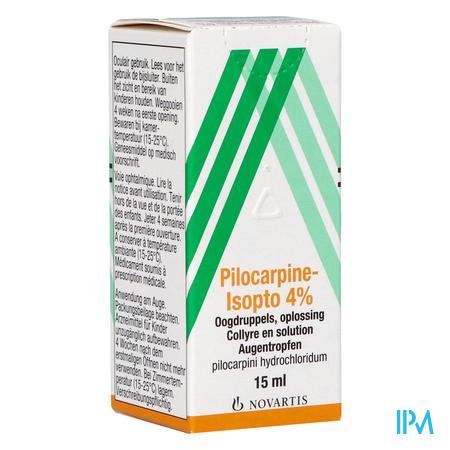 Oculair gebruik. Lees voor het
gebruik de bijsluiter. Buiten
het zicht en bereik van
kinderen houden. Weggooien
4 weken na eerste opening.
Bewaren bij kamer-
temperatuur (15-25°C).
Geneesmiddel op medisch
voorschrift.
Voie ophtalmique. Lire la
notice avant utilisation. Tenir
hors de la vue et de la portée
des enfants. Jeter 4 semaines
après la première ouverture.
A conserver à température
ambiante (15-25°C).
Médicament soumis à
prescription médicale.
Anwendung am Auge.
Packungsbeilage beachten.
Arzneimittel für Kinder
unzugänglich aufbewahren.
4 Wochen nach dem
erstmaligen Öffnen nicht mehr
verwenden. Bei Zimmertem-
peratur (15-25°C) lagern.
Verschreibungspflichtig.
Pilocarpine-
Isopto 4%
Oogdruppels, oplossing
Collyre en solution
Augentropfen
pilocarpini hydrochloridum
15 ml
NOVARTIS
IPM